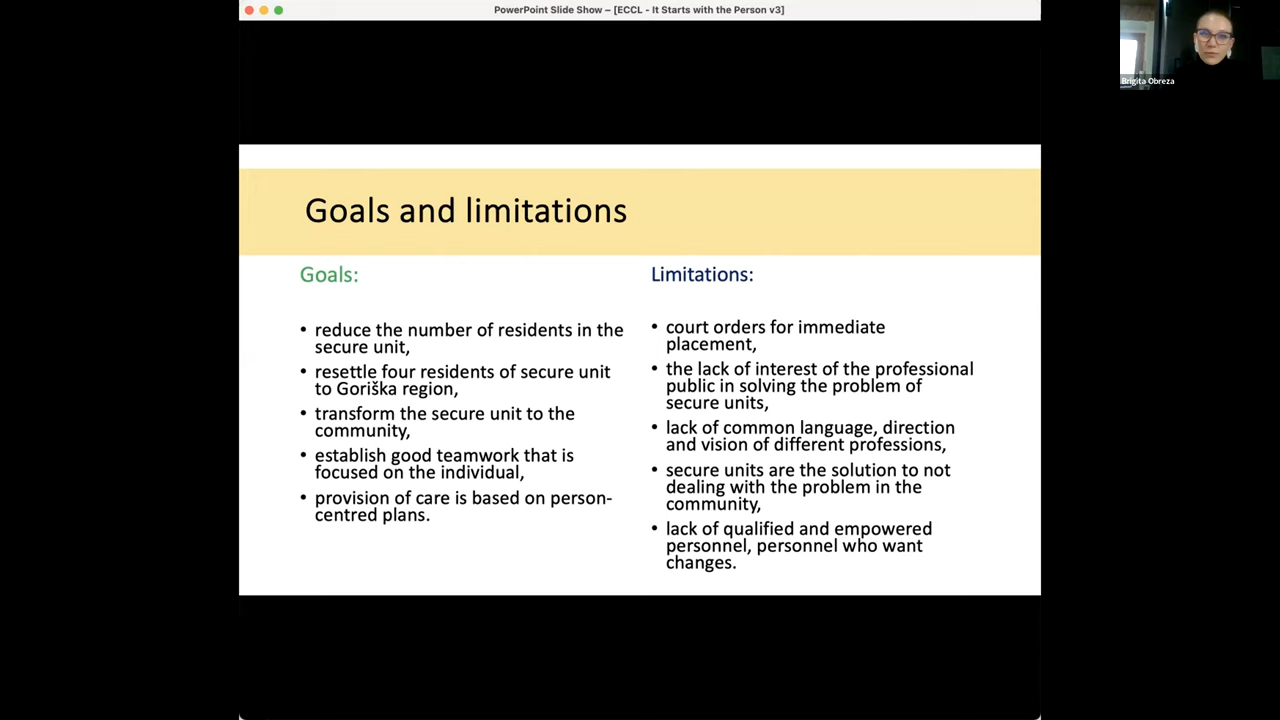 PowerPoint Slide Show – [ECCL - It Starts with the Person v3]
Brigita Obreza
Goals and limitations
Goals:
• reduce the number of residents in the
secure unit,
• resettle four residents of secure unit
to Goriška region,
• transform the secure unit to the
community,
• establish good teamwork that is
focused on the individual,
• provision of care is based on person-
centred plans.
Limitations:
• court orders for immediate
placement,
• the lack of interest of the professional
public in solving the problem of
secure units,
• lack of common language, direction
and vision of different professions,
• secure units are the solution to not
dealing with the problem in the
community,
• lack of qualified and empowered
personnel, personnel who want
changes.